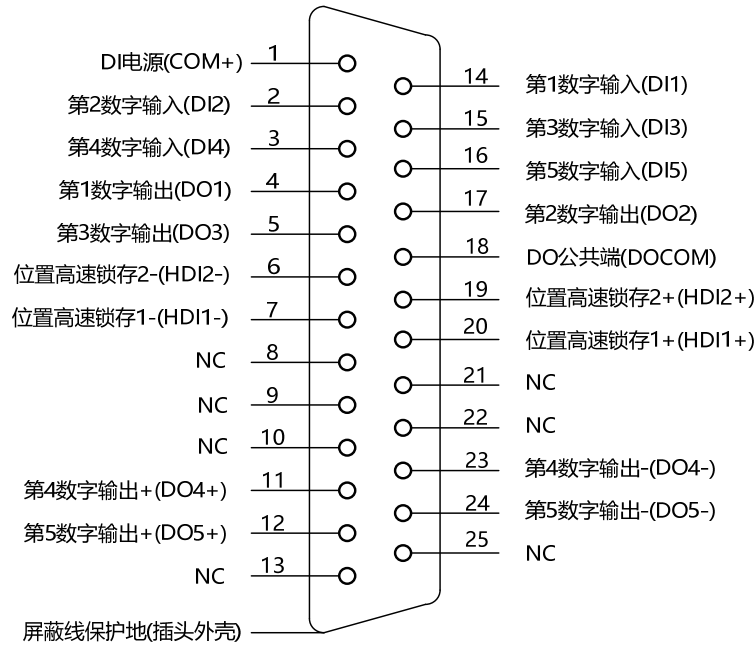 DI电源(COM+) 1
第2数字输入(DI2) 2
第4数字输入(DI4) 3
第1数字输出(DO1) 4
第3数字输出(DO3) 5
位置高速锁存2-(HDI2-) 6
位置高速锁存1-(HDI1-) 7
NC 8
NC 9
NC 10
第4数字输出+(DO4+) 11
第5数字输出+(DO5+) 12
NC 13
屏蔽线保护地(插头外壳)
14 第1数字输入(DI1)
15 第3数字输入(DI3)
16 第5数字输入(DI5)
17 第2数字输出(DO2)
18 DO公共端(DOCOM)
19 位置高速锁存2+(HDI2+)
20 位置高速锁存1+(HDI1+)
21 NC
22 NC
23 第4数字输出-(DO4-)
24 第5数字输出-(DO5-)
25 NC